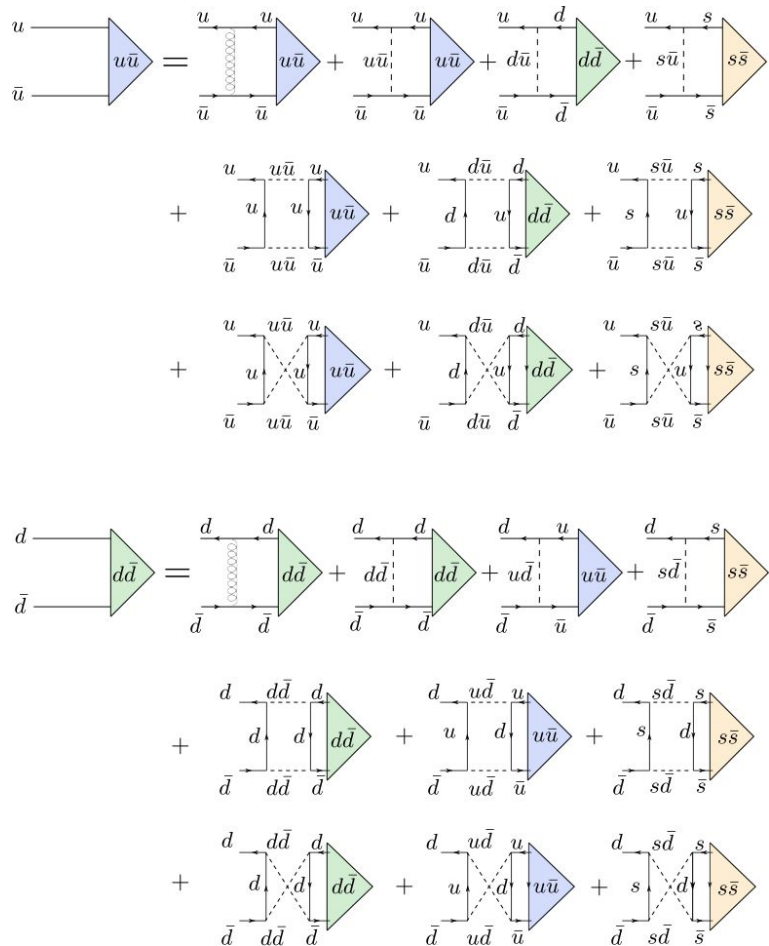 u u u u u d u s
uū = uū + uū uū + dū dd̄ + sū ss̄
ū ū ū ū ū ū d̄ ū s̄
u uū u u dū d u sū s
+ u u uū + d u dd̄ + s u ss̄
ū uū ū ū dū d̄ ū sū s̄
u uū u u dū d u sū s
+ u u uū + d u dd̄ + s u ss̄
ū uū ū ū dū d̄ ū sū s̄
d d d d d d u d s
dd̄ = dd̄ + dd̄ dd̄ + ud̄ uū + sd̄ ss̄
d̄ d̄ d̄ d̄ d̄ d̄ ū d̄ s̄
d dd̄ d d ud̄ u d sd̄ s
+ d d dd̄ + u d uū + s d ss̄
d̄ dd̄ d̄ d̄ ud̄ ū d̄ sd̄ s̄
d dd̄ d d ud̄ u d sd̄ s
+ d d dd̄ + u d uū + s d ss̄
d̄ dd̄ d̄ d̄ ud̄ ū d̄ sd̄ s̄